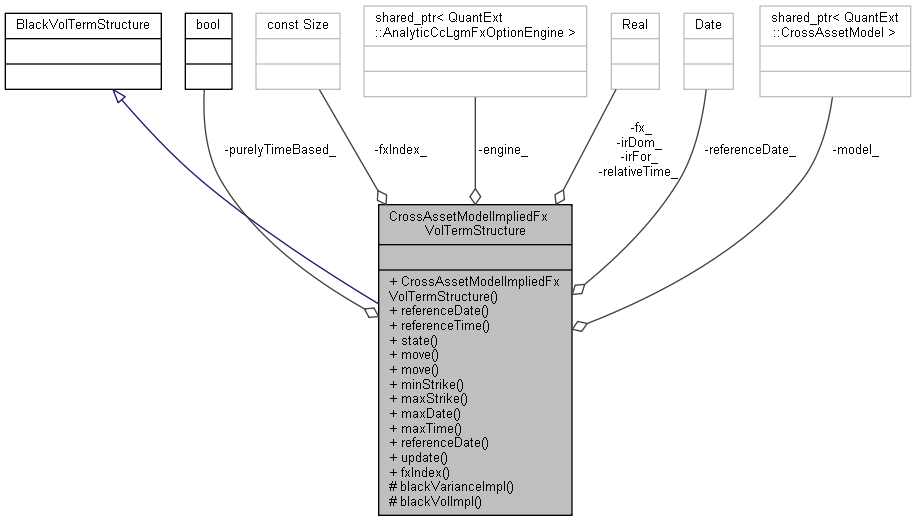 BlackVolTermStructure
bool
const Size
shared_ptr< QuantExt
::AnalyticCcLgmFxOptionEngine >
Real
Date
shared_ptr< QuantExt
::CrossAssetModel >
-purelyTimeBased_
-fxIndex_
-engine_
-fx_
-irDom_
-irFor_
-relativeTime_
-referenceDate_
-model_
CrossAssetModelImpliedFx
VolTermStructure
+ CrossAssetModelImpliedFx
VolTermStructure()
+ referenceDate()
+ referenceTime()
+ state()
+ move()
+ move()
+ minStrike()
+ maxStrike()
+ maxDate()
+ maxTime()
+ referenceDate()
+ update()
+ fxIndex()
# blackVarianceImpl()
# blackVolImpl()